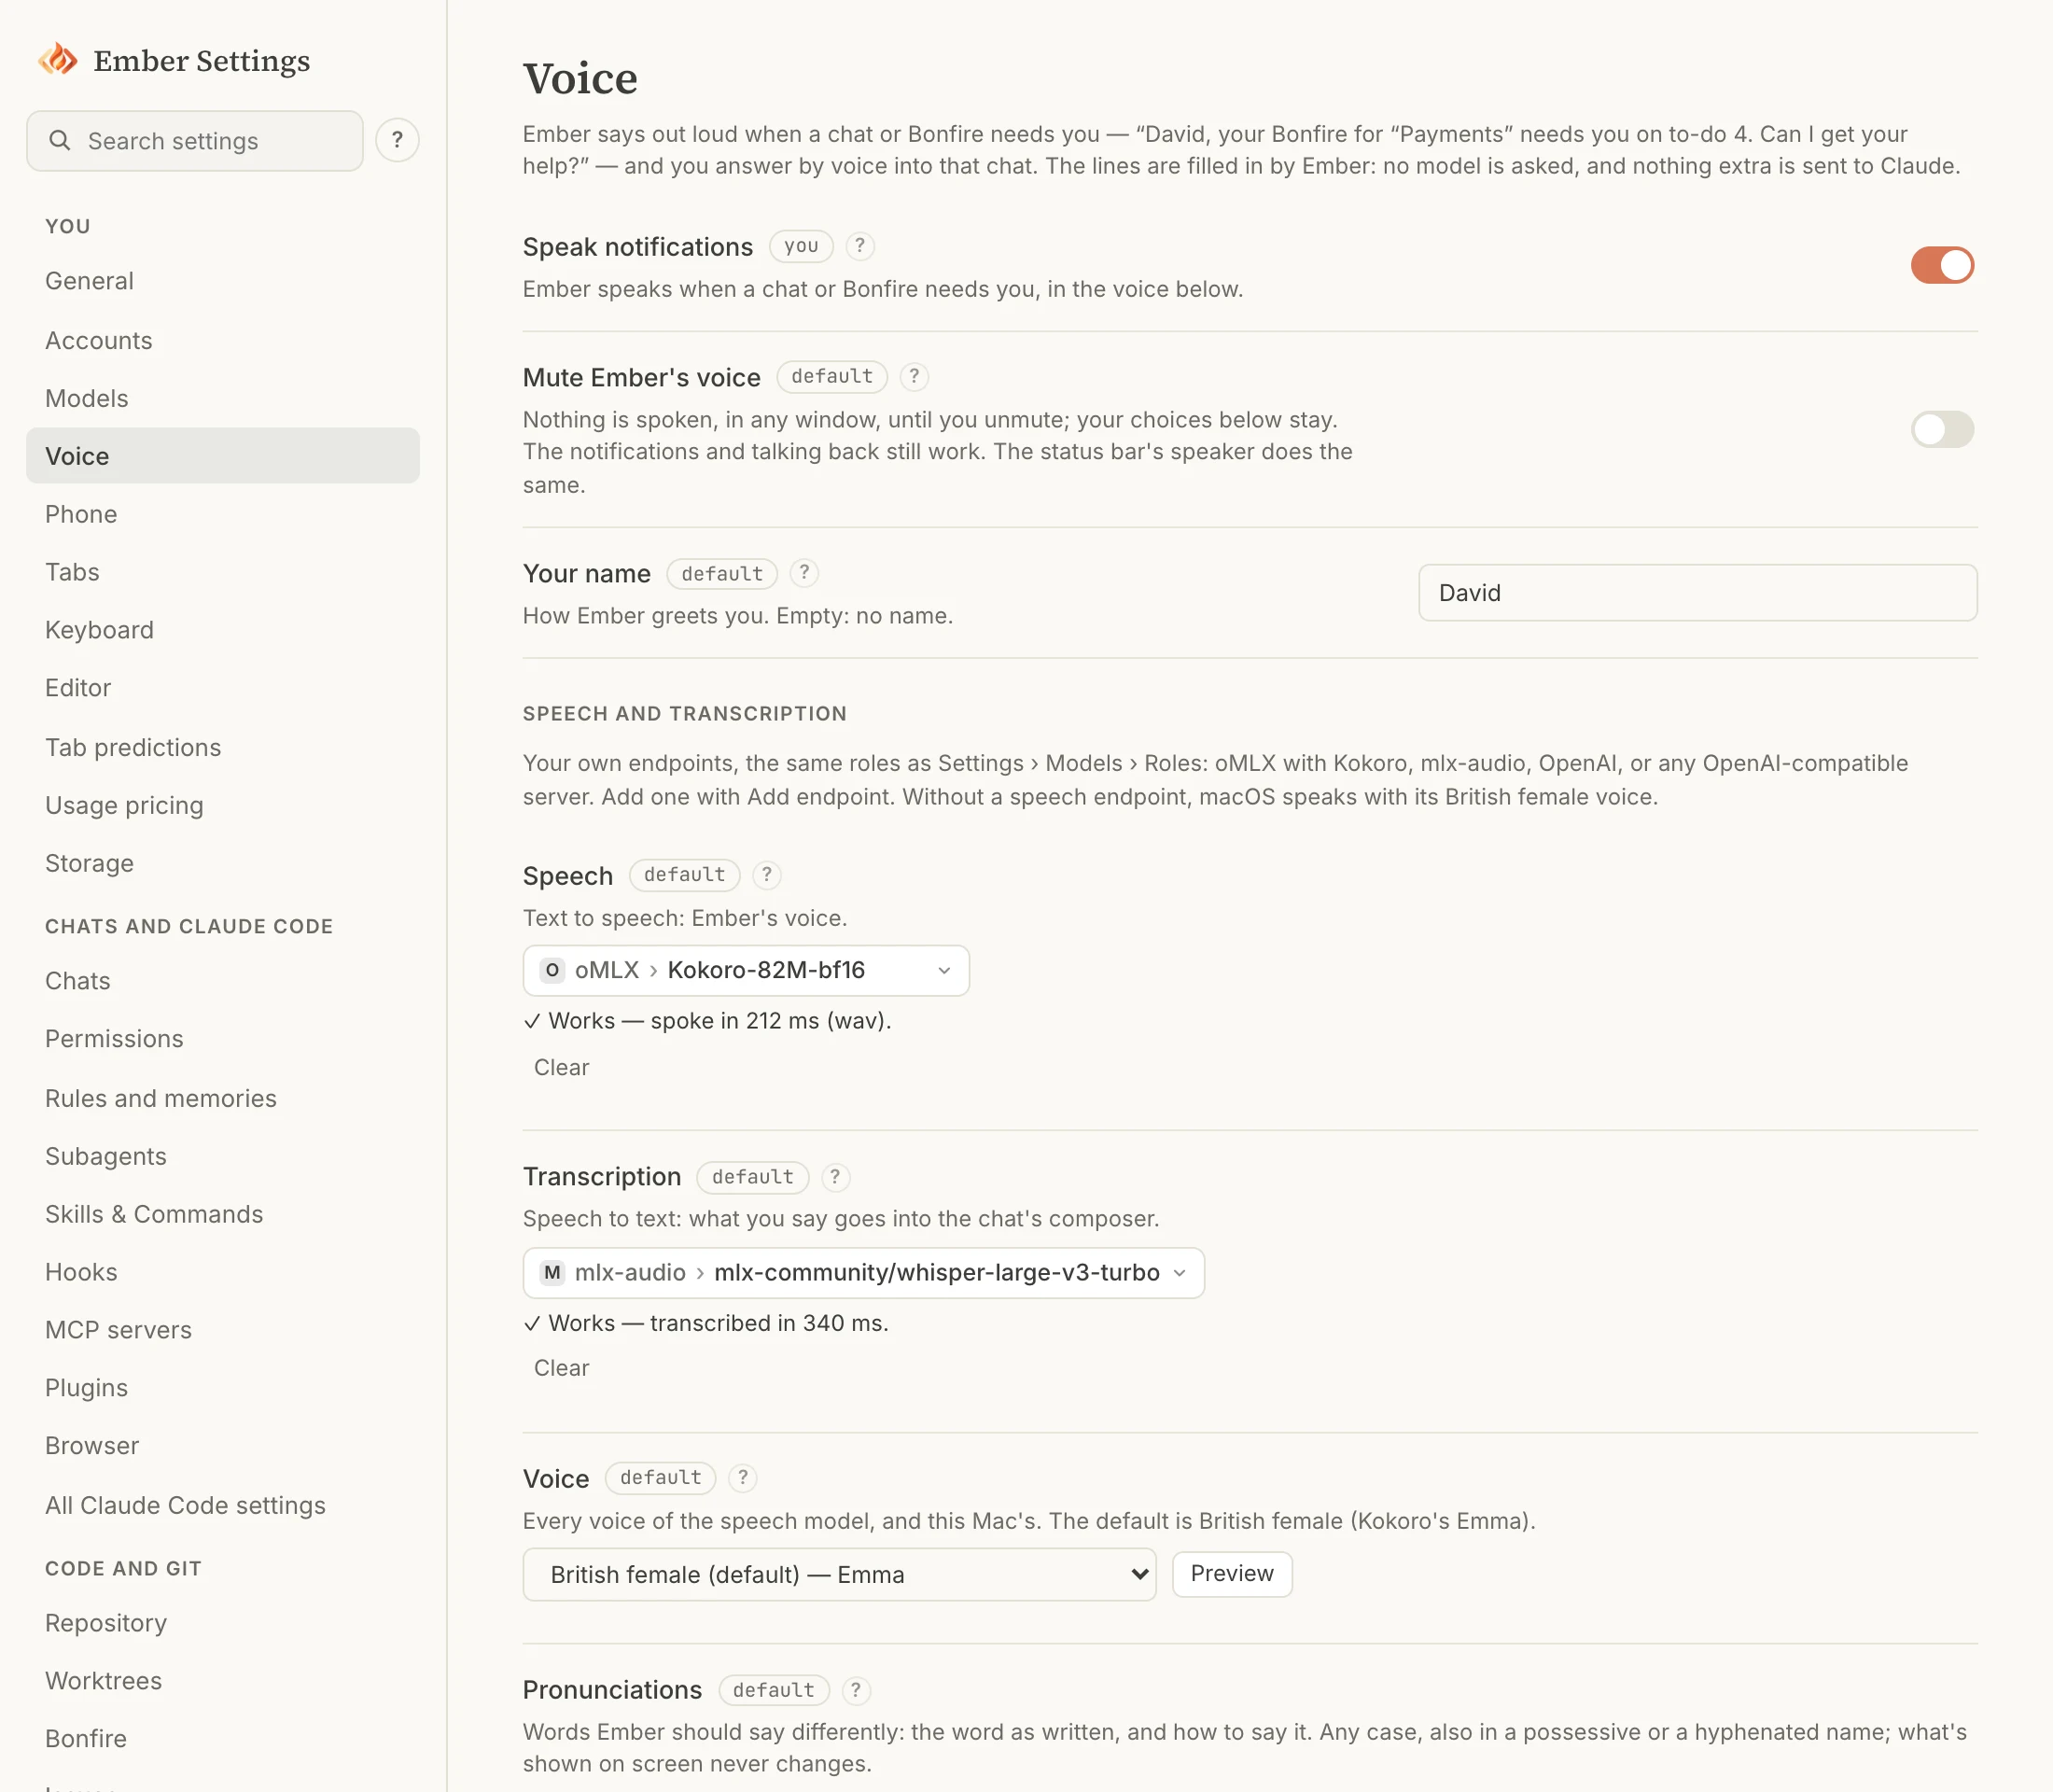 Ember Settings
Search settings
?
YOU
General
Accounts
Models
Voice
Phone
Tabs
Keyboard
Editor
Tab predictions
Usage pricing
Storage
CHATS AND CLAUDE CODE
Chats
Permissions
Rules and memories
Subagents
Skills & Commands
Hooks
MCP servers
Plugins
Browser
All Claude Code settings
CODE AND GIT
Repository
Worktrees
Bonfire
Voice
Ember says out loud when a chat or Bonfire needs you — “David, your Bonfire for “Payments” needs you on to-do 4. Can I get your
help?” — and you answer by voice into that chat. The lines are filled in by Ember: no model is asked, and nothing extra is sent to Claude.
Speak notifications you ?
Ember speaks when a chat or Bonfire needs you, in the voice below.
Mute Ember's voice default ?
Nothing is spoken, in any window, until you unmute; your choices below stay.
The notifications and talking back still work. The status bar's speaker does the
same.
Your name default ?
How Ember greets you. Empty: no name.
David
SPEECH AND TRANSCRIPTION
Your own endpoints, the same roles as Settings › Models › Roles: oMLX with Kokoro, mlx-audio, OpenAI, or any OpenAI-compatible
server. Add one with Add endpoint. Without a speech endpoint, macOS speaks with its British female voice.
Speech default ?
Text to speech: Ember's voice.
O oMLX › Kokoro-82M-bf16
✓ Works — spoke in 212 ms (wav).
Clear
Transcription default ?
Speech to text: what you say goes into the chat's composer.
M mlx-audio › mlx-community/whisper-large-v3-turbo
✓ Works — transcribed in 340 ms.
Clear
Voice default ?
Every voice of the speech model, and this Mac's. The default is British female (Kokoro's Emma).
British female (default) — Emma
Preview
Pronunciations default ?
Words Ember should say differently: the word as written, and how to say it. Any case, also in a possessive or a hyphenated name; what's
shown on screen never changes.